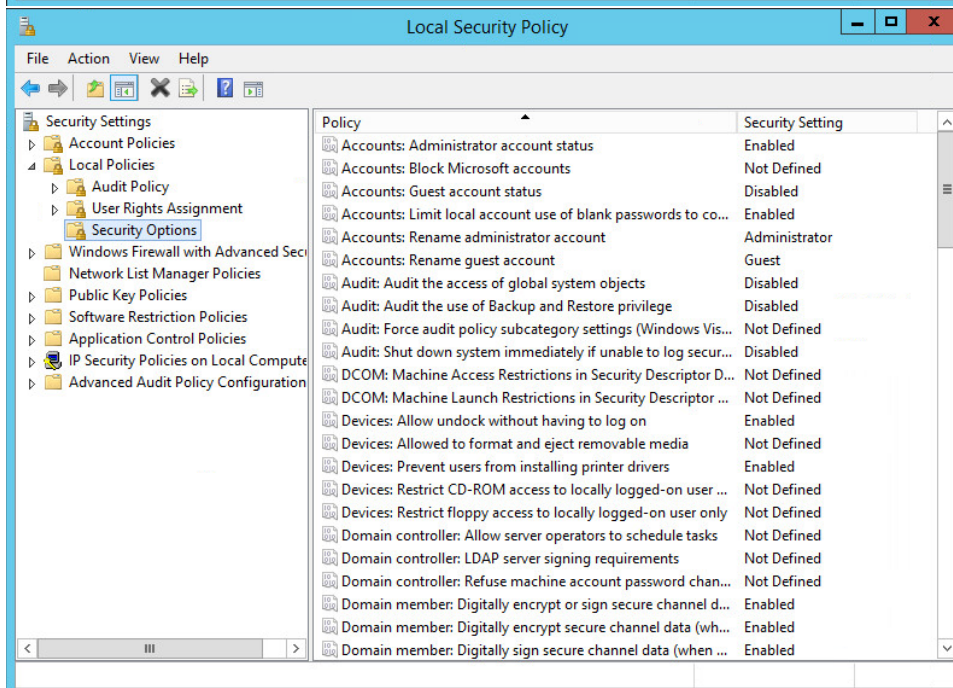 Local Security Policy
File Action View Help
Security Settings
Account Policies
Local Policies
Audit Policy
User Rights Assignment
Security Options
Windows Firewall with Advanced Secu
Network List Manager Policies
Public Key Policies
Software Restriction Policies
Application Control Policies
IP Security Policies on Local Compute
Advanced Audit Policy Configuration
Policy Security Setting
Accounts: Administrator account status Enabled
Accounts: Block Microsoft accounts Not Defined
Accounts: Guest account status Disabled
Accounts: Limit local account use of blank passwords to co... Enabled
Accounts: Rename administrator account Administrator
Accounts: Rename guest account Guest
Audit: Audit the access of global system objects Disabled
Audit: Audit the use of Backup and Restore privilege Disabled
Audit: Force audit policy subcategory settings (Windows Vis... Not Defined
Audit: Shut down system immediately if unable to log secur... Disabled
DCOM: Machine Access Restrictions in Security Descriptor D... Not Defined
DCOM: Machine Launch Restrictions in Security Descriptor ... Not Defined
Devices: Allow undock without having to log on Enabled
Devices: Allowed to format and eject removable media Not Defined
Devices: Prevent users from installing printer drivers Enabled
Devices: Restrict CD-ROM access to locally logged-on user ... Not Defined
Devices: Restrict floppy access to locally logged-on user only Not Defined
Domain controller: Allow server operators to schedule tasks Not Defined
Domain controller: LDAP server signing requirements Not Defined
Domain controller: Refuse machine account password chan... Not Defined
Domain member: Digitally encrypt or sign secure channel d... Enabled
Domain member: Digitally encrypt secure channel data (wh... Enabled
Domain member: Digitally sign secure channel data (when ... Enabled